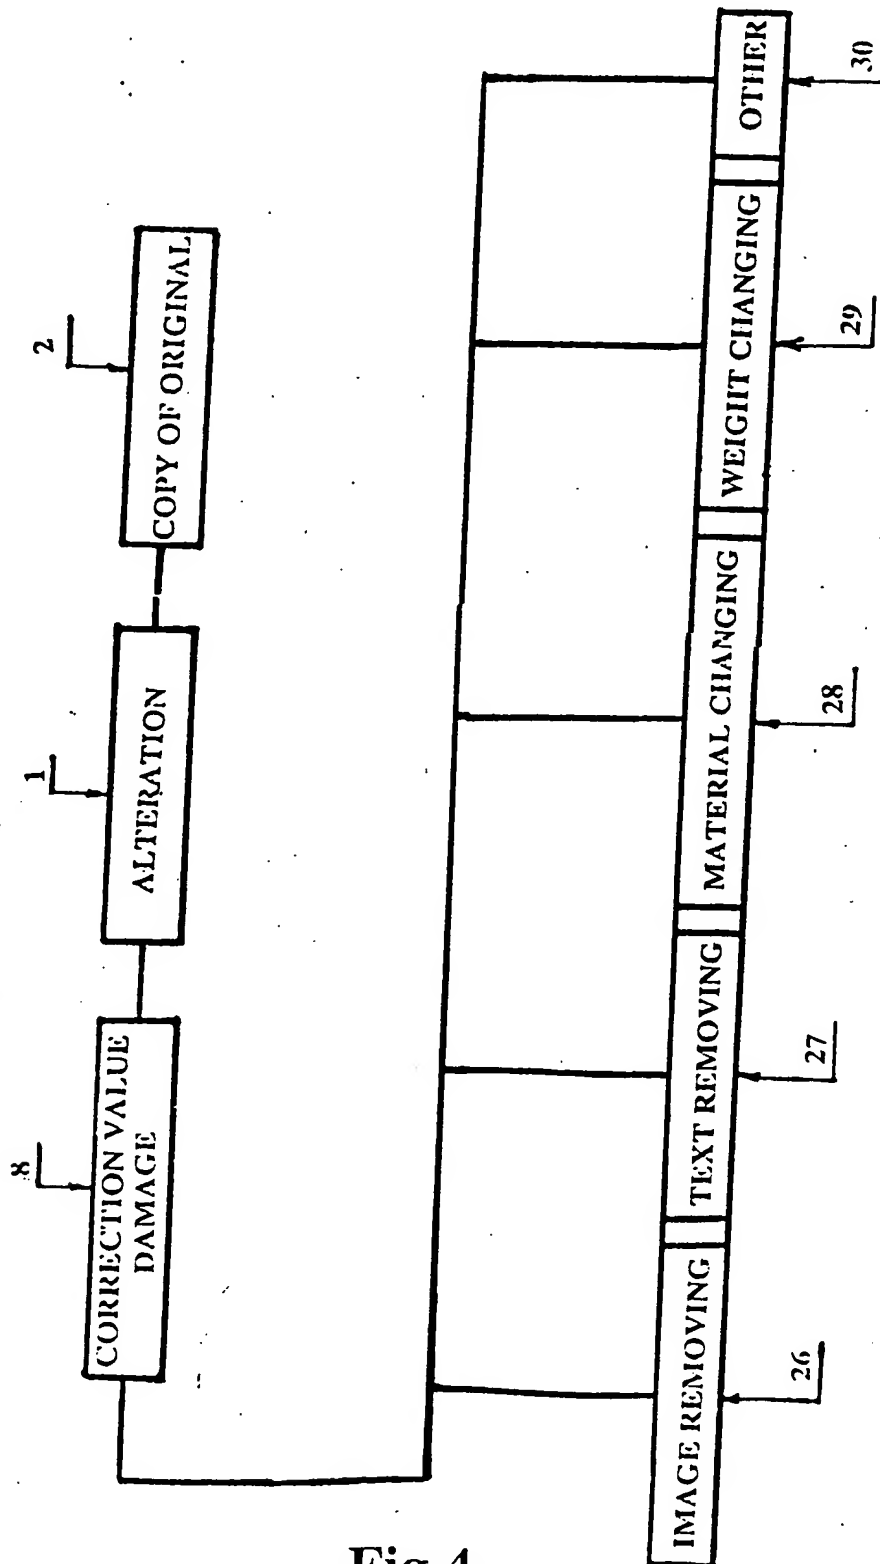 8
CORRECTION VALUE
DAMAGE
1
ALTERATION
2
COPY OF ORIGINAL
IMAGE REMOVING
TEXT REMOVING
MATERIAL CHANGING
WEIGHT CHANGING
OTHER
26
27
28
29
30
Fig 4